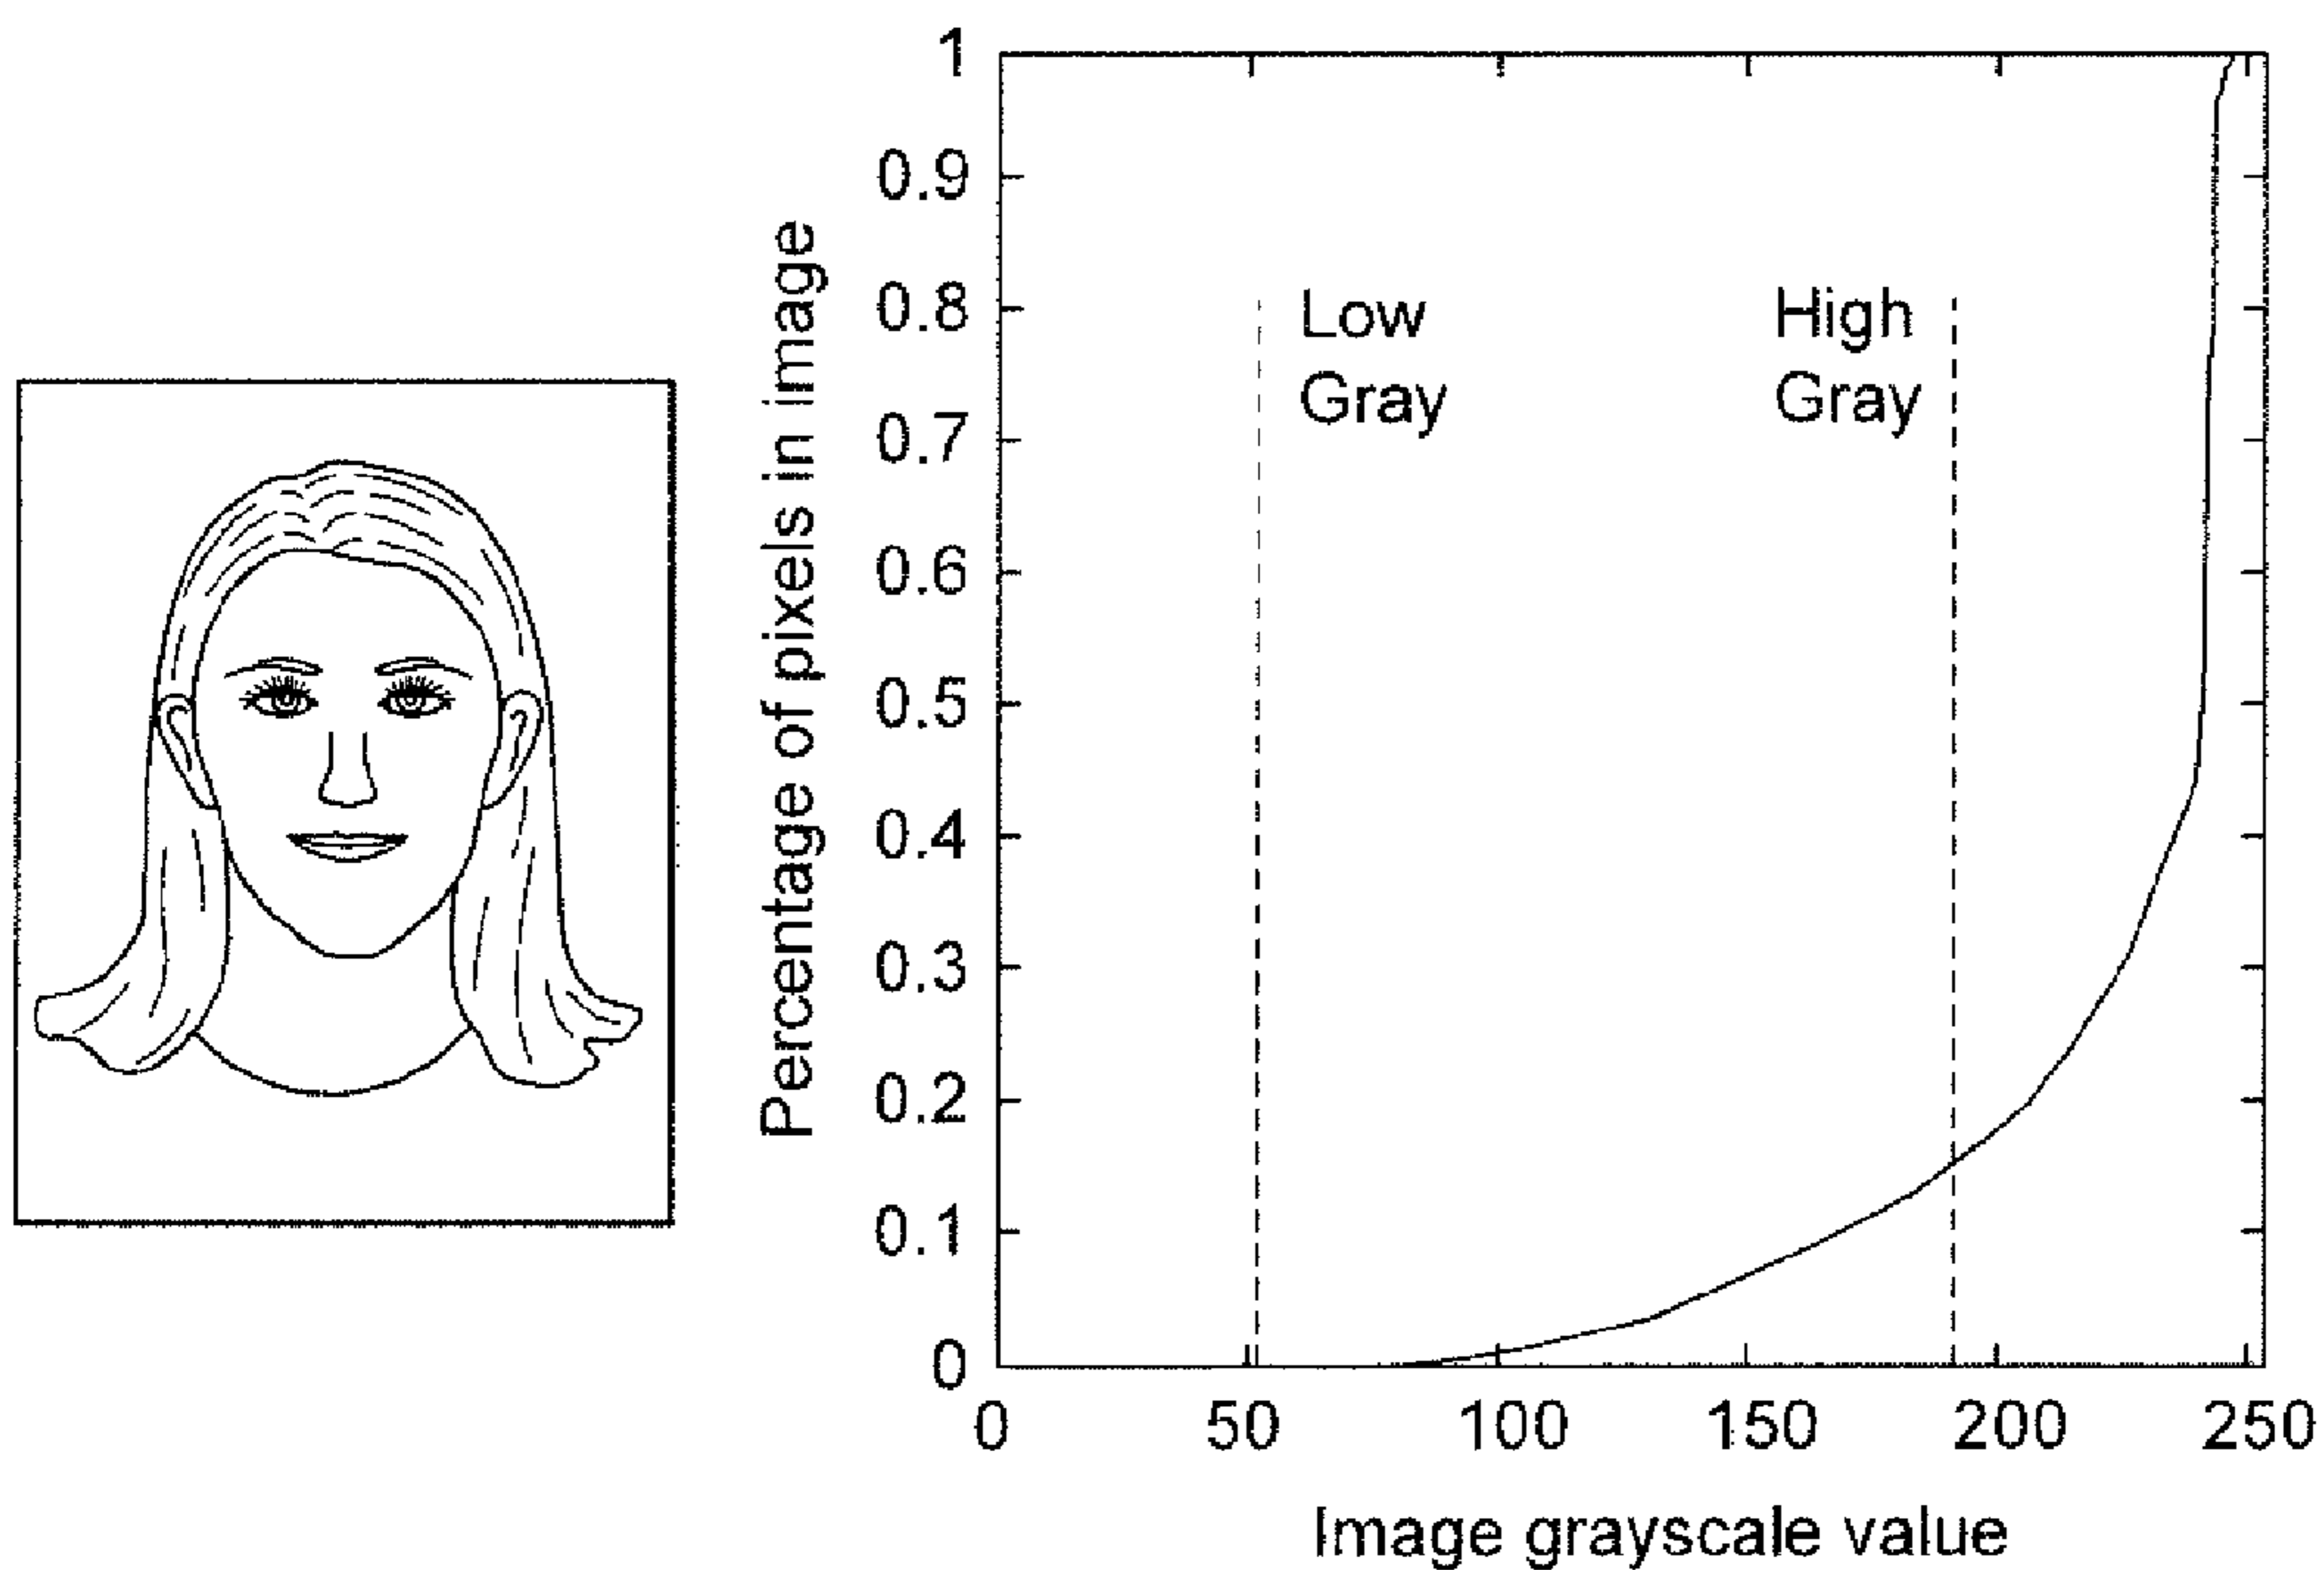 Percentage of pixels in image
1
0.9
0.8
0.7
0.6
0.5
0.4
0.3
0.2
0.1
0
Low
Gray
High
Gray
0 50 100 150 200 250
Image grayscale value